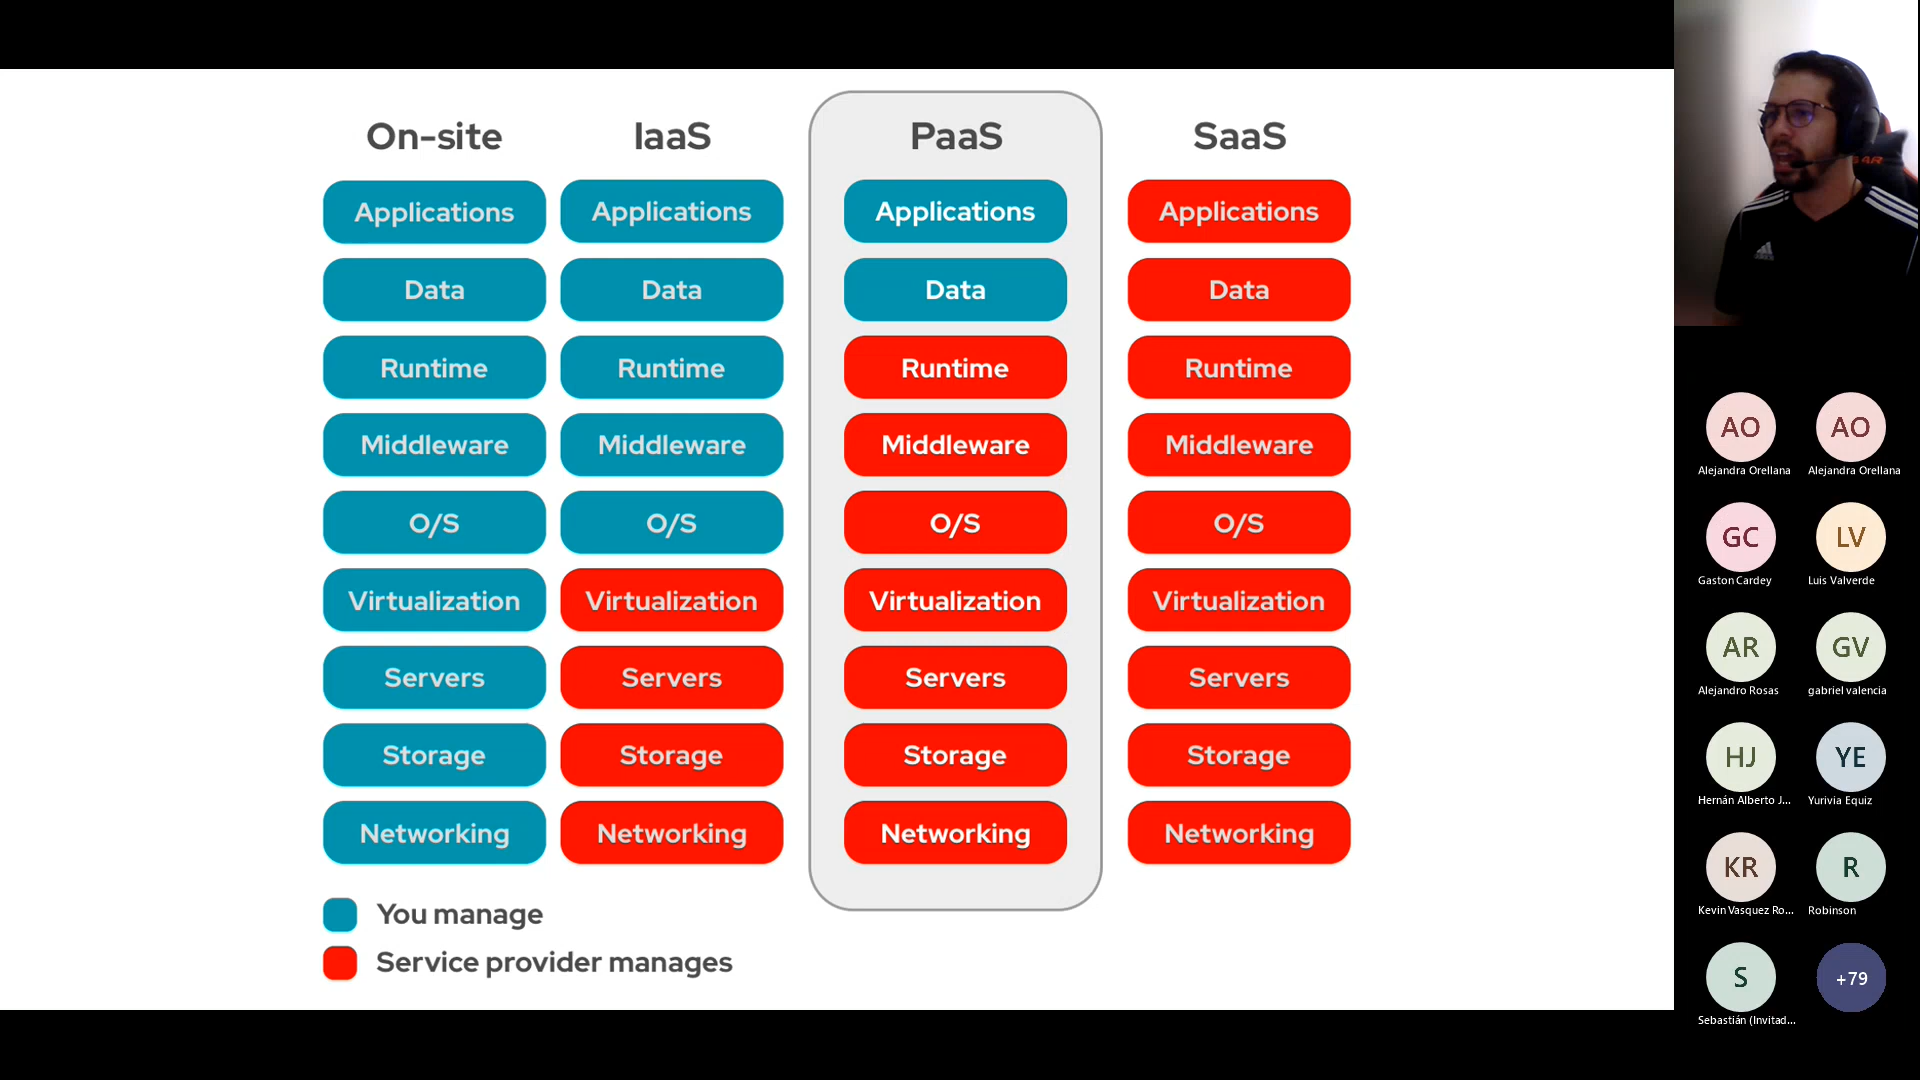 On-site
IaaS
PaaS
SaaS
Applications
Applications
Applications
Applications
Data
Data
Data
Data
Runtime
Runtime
Runtime
Runtime
Middleware
Middleware
Middleware
Middleware
O/S
O/S
O/S
O/S
Virtualization
Virtualization
Virtualization
Virtualization
Servers
Servers
Servers
Servers
Storage
Storage
Storage
Storage
Networking
Networking
Networking
Networking
You manage
Service provider manages
AO
AO
Alejandra Orellana
Alejandra Orellana
GC
LV
Gaston Cardey
Luis Valverde
AR
GV
Alejandro Rosas
gabriel valencia
HJ
YE
Hernán Alberto J...
Yurivia Equiz
KR
R
Kevin Vasquez Ro...
Robinson
S
+79
Sebastián (Invitad...